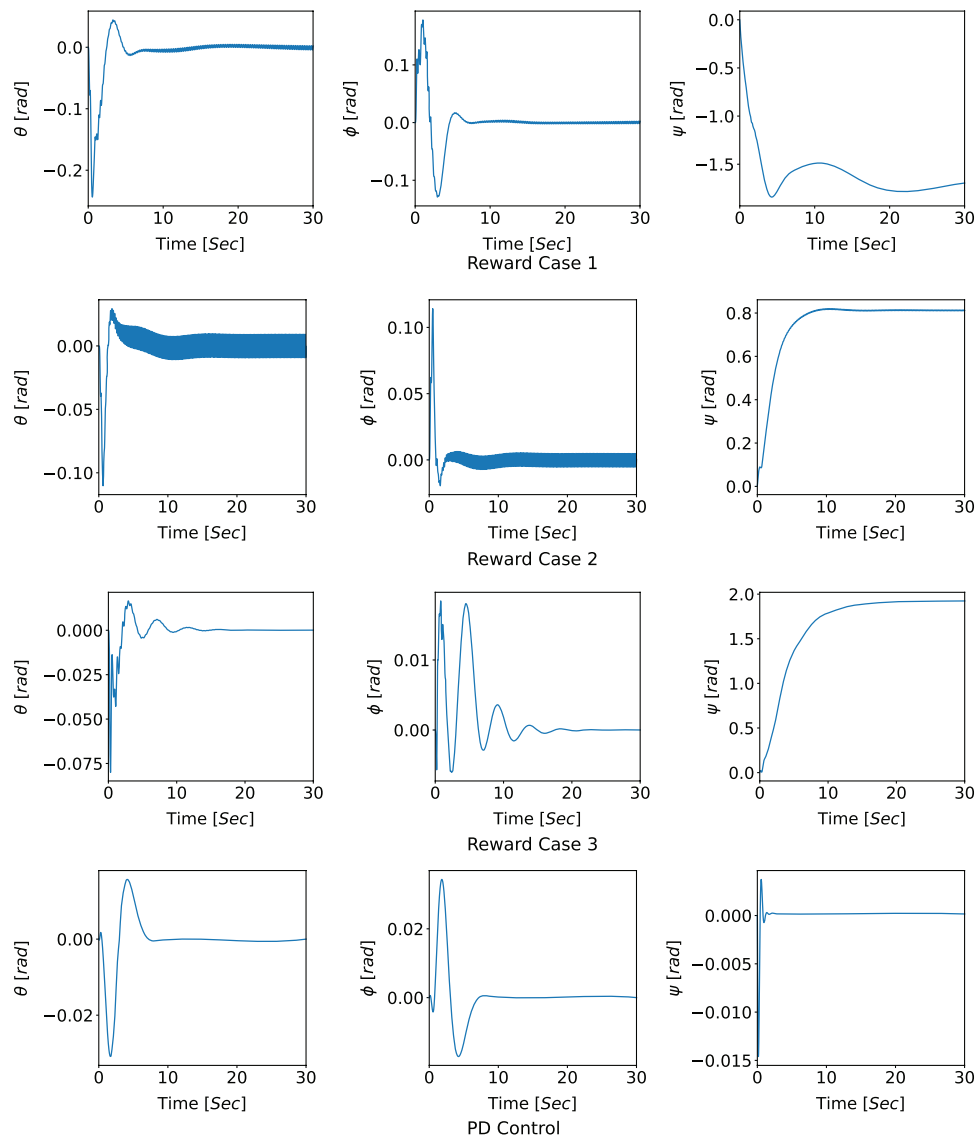 0.0
−0.1
−0.2
θ [rad]
0 10 20 30
Time [Sec]
0.1
0.0
−0.1
ϕ [rad]
0 10 20 30
Time [Sec]
0.0
−0.5
−1.0
−1.5
ψ [rad]
0 10 20 30
Time [Sec]
Reward Case 1
0.00
−0.05
−0.10
θ [rad]
0 10 20 30
Time [Sec]
0.10
0.05
0.00
ϕ [rad]
0 10 20 30
Time [Sec]
0.8
0.6
0.4
0.2
0.0
ψ [rad]
0 10 20 30
Time [Sec]
Reward Case 2
0.000
−0.025
−0.050
−0.075
θ [rad]
0 10 20 30
Time [Sec]
0.01
0.00
ϕ [rad]
0 10 20 30
Time [Sec]
2.0
1.5
1.0
0.5
0.0
ψ [rad]
0 10 20 30
Time [Sec]
Reward Case 3
0.00
−0.02
θ [rad]
0 10 20 30
Time [Sec]
0.02
0.00
ϕ [rad]
0 10 20 30
Time [Sec]
0.000
−0.005
−0.010
−0.015
ψ [rad]
0 10 20 30
Time [Sec]
PD Control